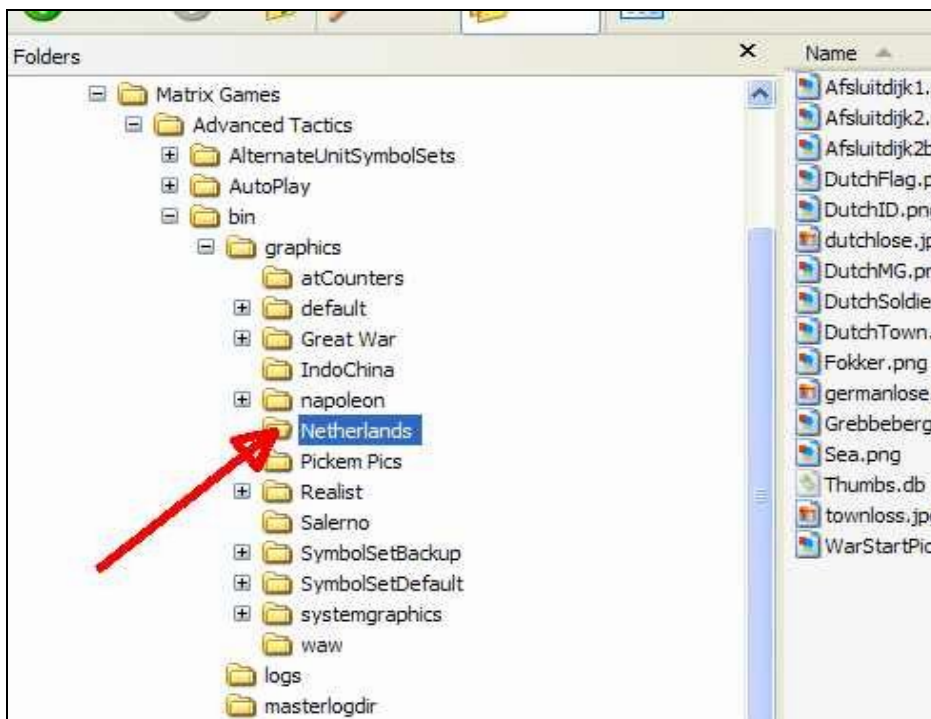 Folders
Matrix Games
Advanced Tactics
AlternateUnitSymbolSets
AutoPlay
bin
graphics
atCounters
default
Great War
IndoChina
napoleon
Netherlands
Pickem Pics
Realist
Salerno
SymbolSetBackup
SymbolSetDefault
systemgraphics
waw
logs
masterlogdir
Name
Afsluitdijk1.
Afsluitdijk2.
Afsluitdijk2b
DutchFlag.p
DutchID.png
dutchlose.jp
DutchMG.pn
DutchSoldie
DutchTown.
Fokker.png
germanlose
Grebbeberg
Sea.png
Thumbs.db
townloss.jpe
WarStartPic